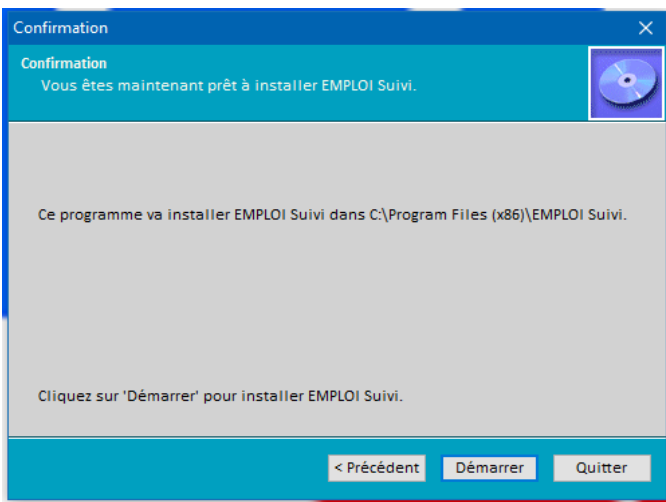 Confirmation
Confirmation
Vous êtes maintenant prêt à installer EMPLOI Suivi.
Ce programme va installer EMPLOI Suivi dans C:\Program Files (x86)\EMPLOI Suivi.
Cliquez sur 'Démarrer' pour installer EMPLOI Suivi.
< Précédent Démarrer Quitter